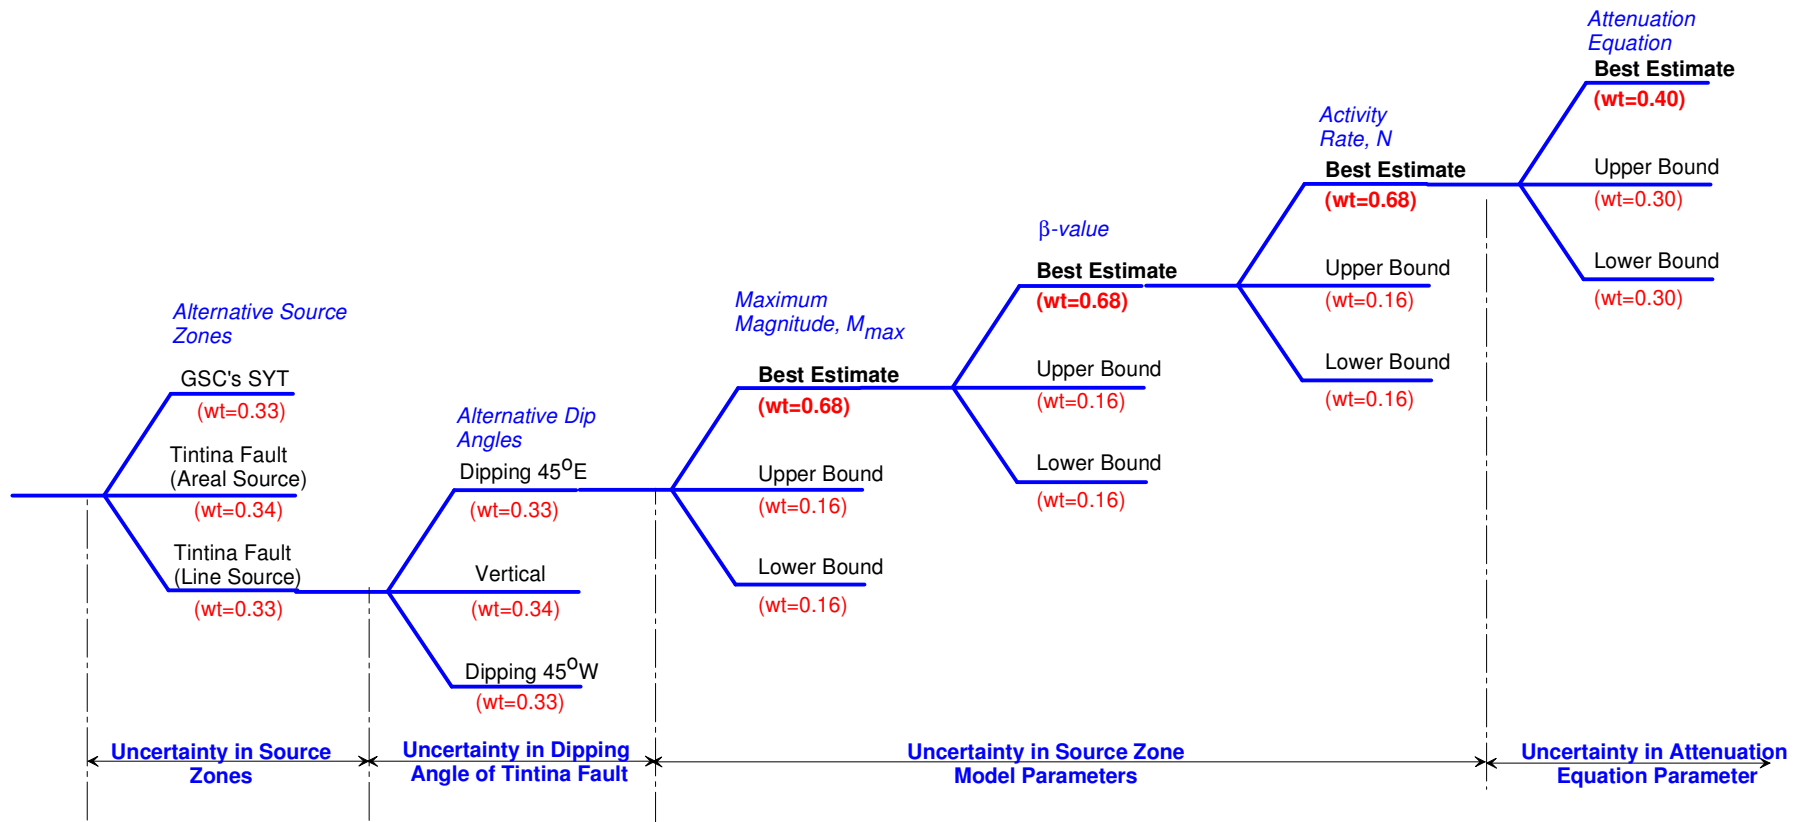 Alternative Source
Zones
GSC's SYT
(wt=0.33)
Tintina Fault
(Areal Source)
(wt=0.34)
Tintina Fault
(Line Source)
(wt=0.33)
Alternative Dip
Angles
Dipping 45°E
(wt=0.33)
Vertical
(wt=0.34)
Dipping 45°W
(wt=0.33)
Maximum
Magnitude, Mmax
Best Estimate
(wt=0.68)
Upper Bound
(wt=0.16)
Lower Bound
(wt=0.16)
β-value
Best Estimate
(wt=0.68)
Upper Bound
(wt=0.16)
Lower Bound
(wt=0.16)
Activity
Rate, N
Best Estimate
(wt=0.68)
Upper Bound
(wt=0.16)
Lower Bound
(wt=0.16)
Attenuation
Equation
Best Estimate
(wt=0.40)
Upper Bound
(wt=0.30)
Lower Bound
(wt=0.30)
Uncertainty in Source
Zones
Uncertainty in Dipping
Angle of Tintina Fault
Uncertainty in Source Zone
Model Parameters
Uncertainty in Attenuation
Equation Parameter